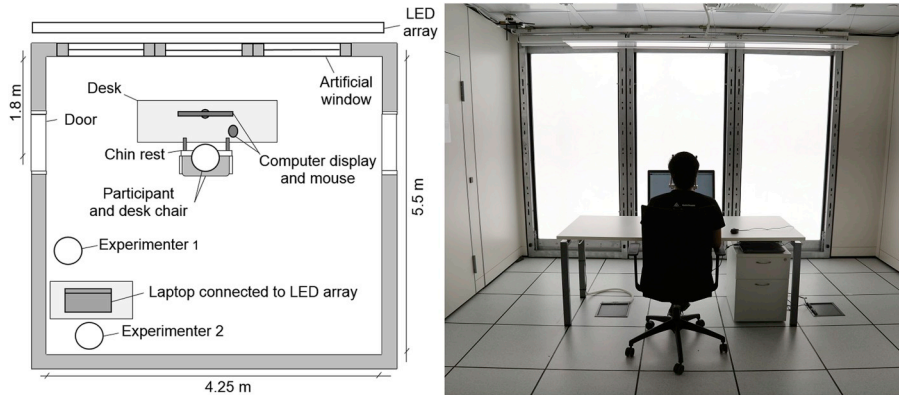 LED
array
Artificial
window
1.8 m
Desk
Door
Chin rest
Computer display
and mouse
Participant
and desk chair
5.5 m
Experimenter 1
Laptop connected to LED array
Experimenter 2
4.25 m